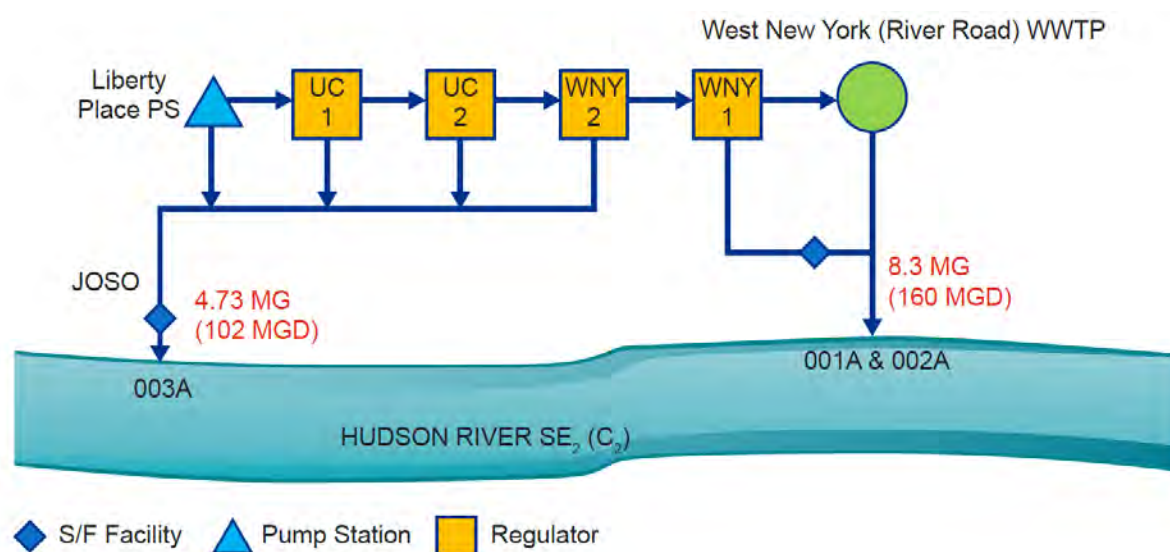 West New York (River Road) WWTP
Liberty
Place PS
UC
1
UC
2
WNY
2
WNY
1
JOSO
4.73 MG
(102 MGD)
8.3 MG
(160 MGD)
003A
001A & 002A
HUDSON RIVER SE₂ (C₂)
S/F Facility
Pump Station
Regulator